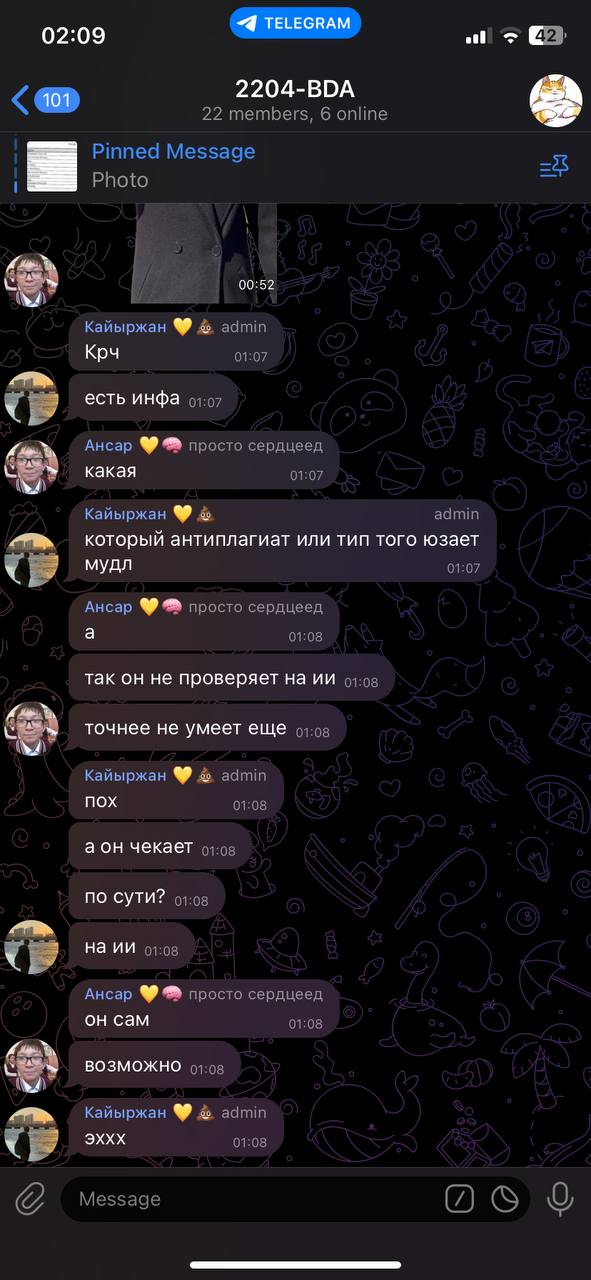 02:09
TELEGRAM
42
101
2204-BDA
22 members, 6 online
Pinned Message
Photo
00:52
Кайыржан 💛💩 admin
Крч 01:07
есть инфа 01:07
Ансар 💛🧠 просто сердцеед
какая 01:07
Кайыржан 💛💩 admin
который антиплагиат или тип того юзает
мудл 01:07
Ансар 💛🧠 просто сердцеед
а 01:08
так он не проверяет на ии 01:08
точнее не умеет еще 01:08
Кайыржан 💛💩 admin
пох 01:08
а он чекает 01:08
по сути? 01:08
на ии 01:08
Ансар 💛🧠 просто сердцеед
он сам 01:08
возможно 01:08
Кайыржан 💛💩 admin
эххх 01:08
Message